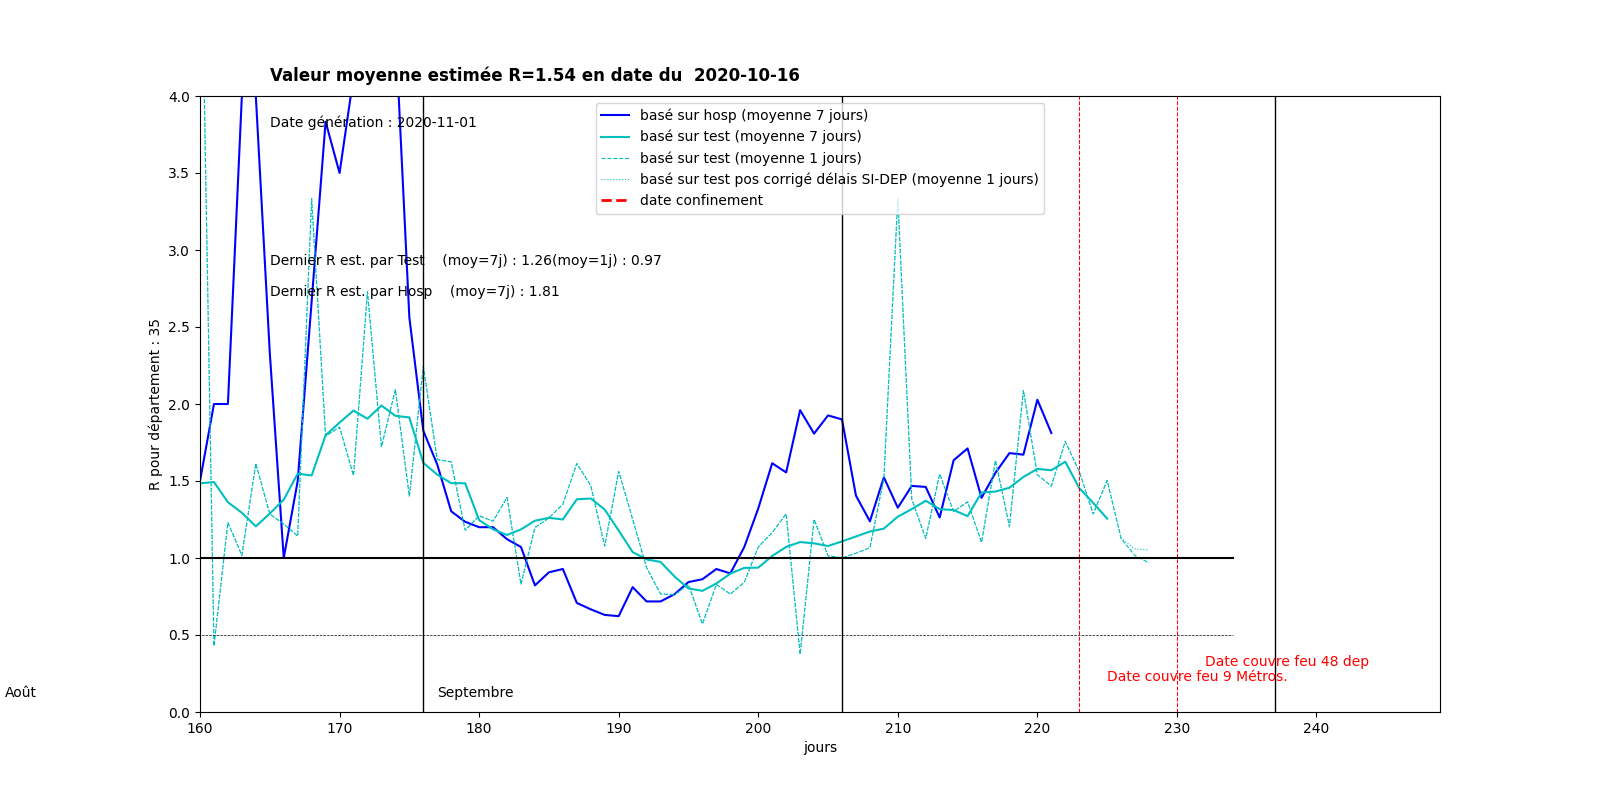 Valeur moyenne estimée R=1.54 en date du  2020-10-16
4.0
Date génération : 2020-11-01
basé sur hosp (moyenne 7 jours)
basé sur test (moyenne 7 jours)
basé sur test (moyenne 1 jours)
basé sur test pos corrigé délais SI-DEP (moyenne 1 jours)
date confinement
3.5
3.0
Dernier R est. par Test    (moy=7j) : 1.26(moy=1j) : 0.97
Dernier R est. par Hosp    (moy=7j) : 1.81
2.5
2.0
1.5
1.0
0.5
0.0
R pour département : 35
Date couvre feu 48 dep
Date couvre feu 9 Métros.
Août
Septembre
160 170 180 190 200 210 220 230 240
jours